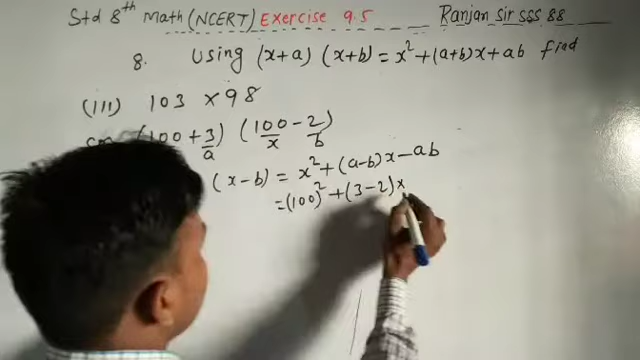 Std 8th Math (NCERT) Exercise 9.5 Ranjan Sir SSS 88
8. Using (x+a) (x+b) = x² + (a+b)x + ab find
(111) 103 × 98
(100 + 3/a) (100/x - 2/b)
(x-b) = x² + (a-b)x - ab
= (100)² + (3-2)×